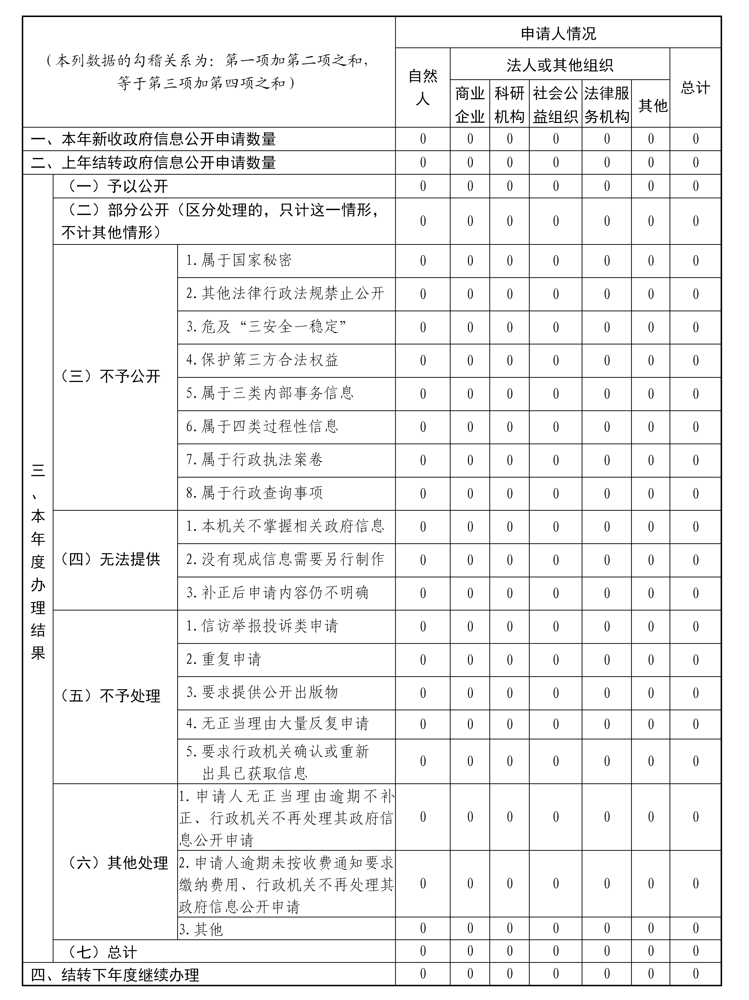 （本列数据的勾稽关系为：第一项加第二项之和，
等于第三项加第四项之和）
申请人情况
自然
人
法人或其他组织
总计
商业
企业
科研
机构
社会公
益组织
法律服
务机构
其他
一、本年新收政府信息公开申请数量 0 0 0 0 0 0 0
二、上年结转政府信息公开申请数量 0 0 0 0 0 0 0
三、本年度办理结果
（一）予以公开 0 0 0 0 0 0 0
（二）部分公开（区分处理的，只计这一情形，
不计其他情形） 0 0 0 0 0 0 0
（三）不予公开
1.属于国家秘密 0 0 0 0 0 0 0
2.其他法律行政法规禁止公开 0 0 0 0 0 0 0
3.危及“三安全一稳定” 0 0 0 0 0 0 0
4.保护第三方合法权益 0 0 0 0 0 0 0
5.属于三类内部事务信息 0 0 0 0 0 0 0
6.属于四类过程性信息 0 0 0 0 0 0 0
7.属于行政执法案卷 0 0 0 0 0 0 0
8.属于行政查询事项 0 0 0 0 0 0 0
（四）无法提供
1.本机关不掌握相关政府信息 0 0 0 0 0 0 0
2.没有现成信息需要另行制作 0 0 0 0 0 0 0
3.补正后申请内容仍不明确 0 0 0 0 0 0 0
（五）不予处理
1.信访举报投诉类申请 0 0 0 0 0 0 0
2.重复申请 0 0 0 0 0 0 0
3.要求提供公开出版物 0 0 0 0 0 0 0
4.无正当理由大量反复申请 0 0 0 0 0 0 0
5.要求行政机关确认或重新
出具已获取信息 0 0 0 0 0 0 0
（六）其他处理
1.申请人无正当理由逾期不补
正、行政机关不再处理其政府信
息公开申请 0 0 0 0 0 0 0
2.申请人逾期未按收费通知要求
缴纳费用、行政机关不再处理其
政府信息公开申请 0 0 0 0 0 0 0
3.其他 0 0 0 0 0 0 0
（七）总计 0 0 0 0 0 0 0
四、结转下年度继续办理 0 0 0 0 0 0 0